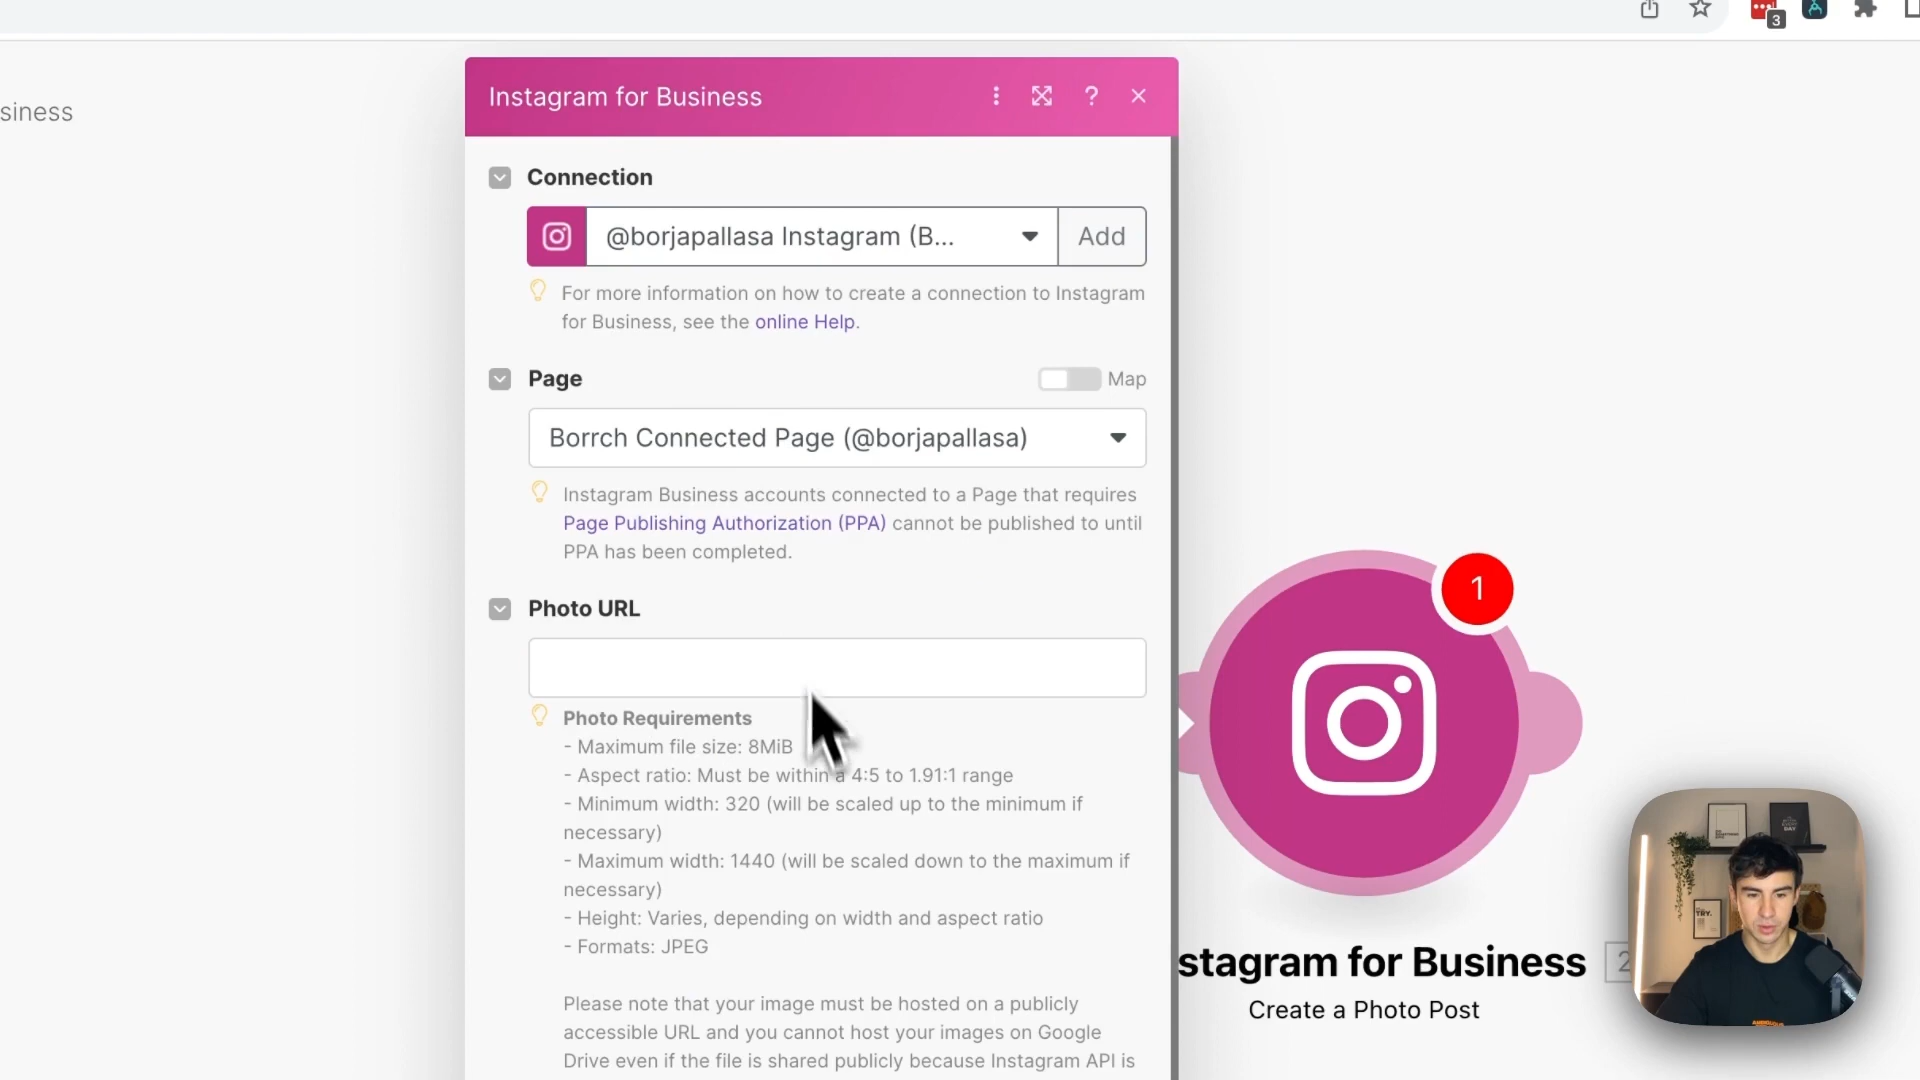 3
siness
Instagram for Business
?
Connection
@borjapallasa Instagram (B...
Add
For more information on how to create a connection to Instagram
for Business, see the online Help.
Page
Map
Borrch Connected Page (@borjapallasa)
Instagram Business accounts connected to a Page that requires
Page Publishing Authorization (PPA) cannot be published to until
PPA has been completed.
Photo URL
Photo Requirements
- Maximum file size: 8MiB
- Aspect ratio: Must be within a 4:5 to 1.91:1 range
- Minimum width: 320 (will be scaled up to the minimum if
necessary)
- Maximum width: 1440 (will be scaled down to the maximum if
necessary)
- Height: Varies, depending on width and aspect ratio
- Formats: JPEG
Please note that your image must be hosted on a publicly
accessible URL and you cannot host your images on Google
Drive even if the file is shared publicly because Instagram API is
1
stagram for Business
2
Create a Photo Post
TRY.